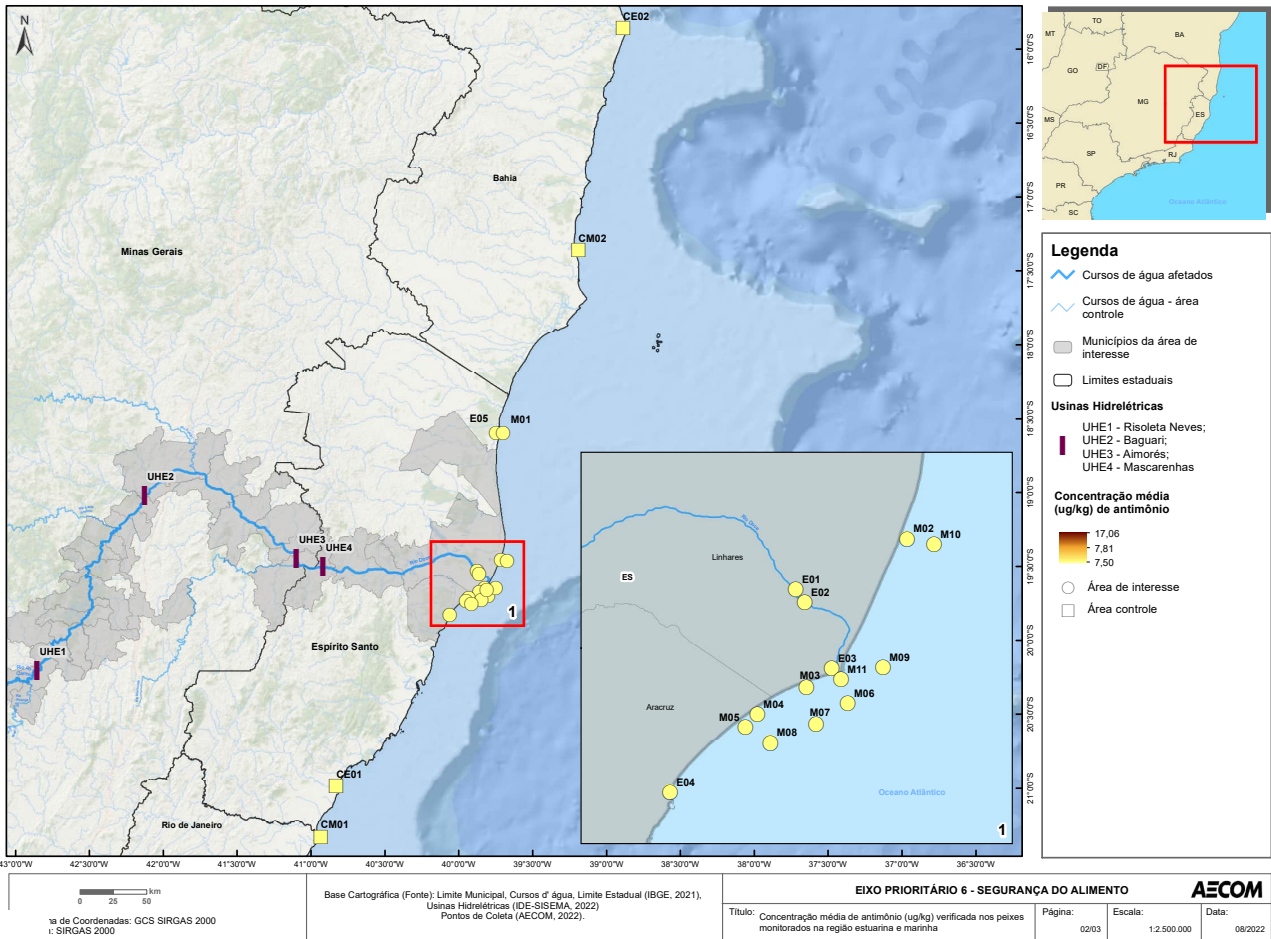 N
CE02
Bahia
CM02
Minas Gerais
E05
M01
UHE2
UHE3
UHE4
Rio Doce
1
UHE1
Espírito Santo
CE01
Rio de Janeiro
CM01
M02
M10
Linhares
Rio Doce
ES
E01
E02
E03
M09
M11
M03
M06
Aracruz
M04
M07
M05
M08
E04
Oceano Atlântico
1
16°0'0"S
16°30'0"S
17°0'0"S
17°30'0"S
18°0'0"S
18°30'0"S
19°0'0"S
19°30'0"S
20°0'0"S
20°30'0"S
21°0'0"S
43°0'0"W
42°30'0"W
42°0'0"W
41°30'0"W
41°0'0"W
40°30'0"W
40°0'0"W
39°30'0"W
39°0'0"W
38°30'0"W
38°0'0"W
37°30'0"W
37°0'0"W
36°30'0"W
TO
MT
BA
GO
DF
MG
MS
ES
SP
RJ
PR
SC
Oceano Atlântico
Legenda
Cursos de água afetados
Cursos de água - área
controle
Municípios da área de
interesse
Limites estaduais
Usinas Hidrelétricas
UHE1 - Risoleta Neves;
UHE2 - Baguari;
UHE3 - Aimorés;
UHE4 - Mascarenhas
Concentração média
(ug/kg) de antimônio
17,06
7,81
7,50
Área de interesse
Área controle
km
0 25 50
ma de Coordenadas: GCS SIRGAS 2000
: SIRGAS 2000
Base Cartográfica (Fonte): Limite Municipal, Cursos d' água, Limite Estadual (IBGE, 2021),
Usinas Hidrelétricas (IDE-SISEMA, 2022)
Pontos de Coleta (AECOM, 2022).
EIXO PRIORITÁRIO 6 - SEGURANÇA DO ALIMENTO
AECOM
Título: Concentração média de antimônio (ug/kg) verificada nos peixes
monitorados na região estuarina e marinha
Página:
02/03
Escala:
1:2.500.000
Data:
08/2022